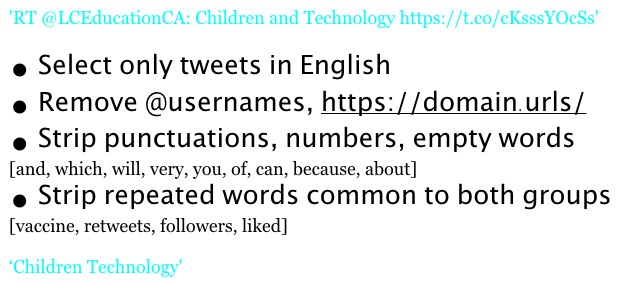 'RT @LCEducationCA: Children and Technology https://t.co/cKsssYOcSs'
● Select only tweets in English
● Remove @usernames, https://domain.urls/
● Strip punctuations, numbers, empty words
[and, which, will, very, you, of, can, because, about]
● Strip repeated words common to both groups
[vaccine, retweets, followers, liked]
‘Children Technology'